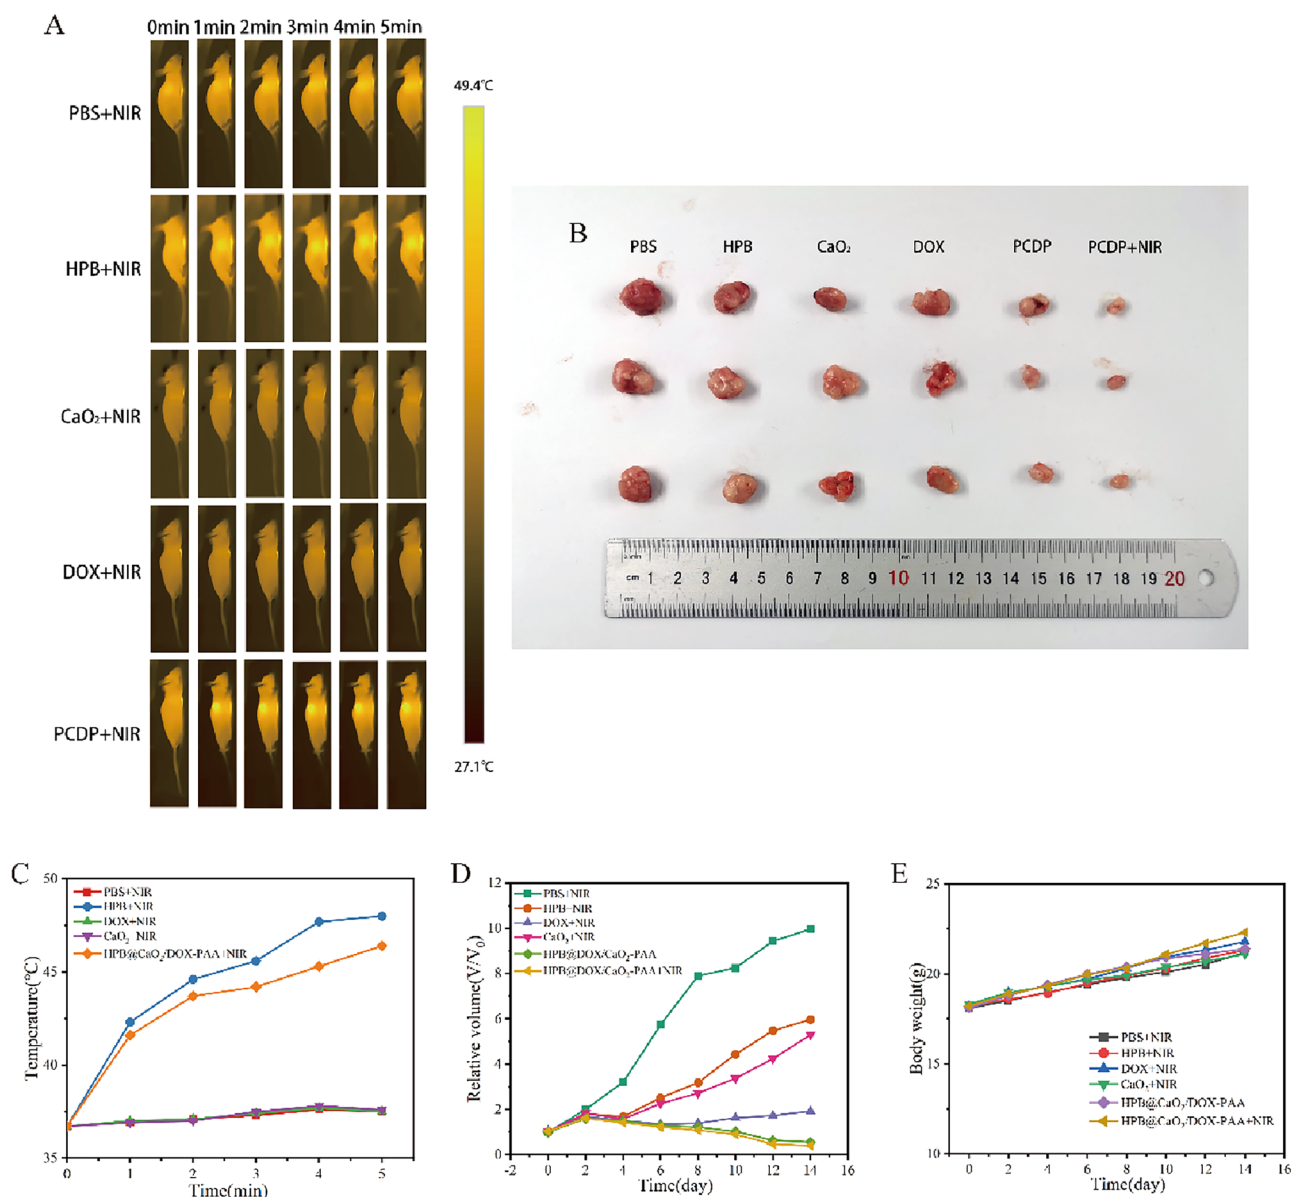 A
0min 1min 2min 3min 4min 5min
PBS+NIR
HPB+NIR
CaO₂+NIR
DOX+NIR
PCDP+NIR
49.4℃
27.1℃
B
PBS HPB CaO₂ DOX PCDP PCDP+NIR
cm 1 2 3 4 5 6 7 8 9 10 11 12 13 14 15 16 17 18 19 20
C
50
45
40
35
0 1 2 3 4 5
Temperature(℃)
Time(min)
PBS+NIR
HPB+NIR
DOX+NIR
CaO₂ NIR
HPB@CaO₂/DOX-PAA+NIR
D
12
10
8
6
4
2
0
-2 0 2 4 6 8 10 12 14 16
Relative volume(V/V₀)
Time(day)
PBS+NIR
HPB+NIR
DOX+NIR
CaO₂+NIR
HPB@DOX/CaO₂-PAA
HPB@DOX/CaO₂-PAA+NIR
E
25
20
15
10
0 2 4 6 8 10 12 14 16
Body weight(g)
Time(day)
PBS+NIR
HPB+NIR
DOX+NIR
CaO₂+NIR
HPB@CaO₂/DOX-PAA
HPB@CaO₂/DOX-PAA+NIR